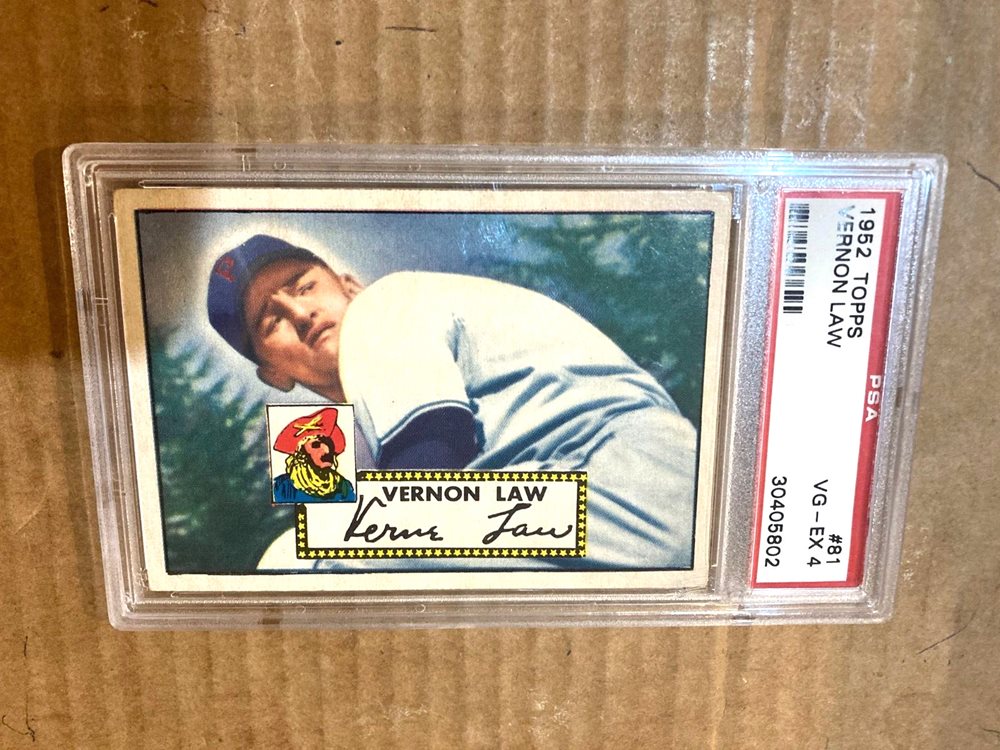 1952 TOPPS
#81
VERNON LAW
VG-EX 4
30405802
PSA
P
VERNON LAW
Verne Law